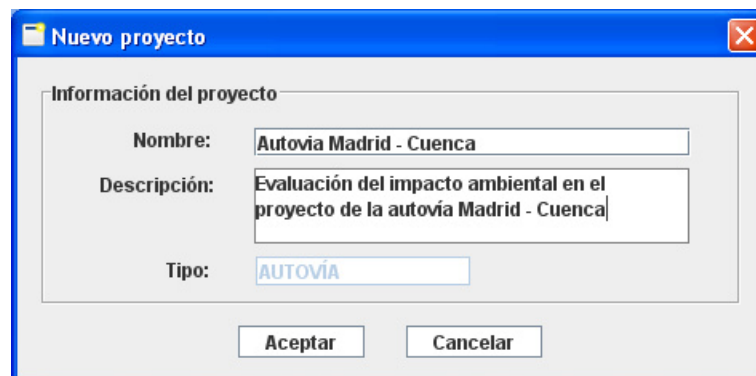 Nuevo proyecto
Información del proyecto
Nombre: Autovia Madrid - Cuenca
Descripción: Evaluación del impacto ambiental en el
proyecto de la autovía Madrid - Cuenca
Tipo: AUTOVÍA
Aceptar Cancelar